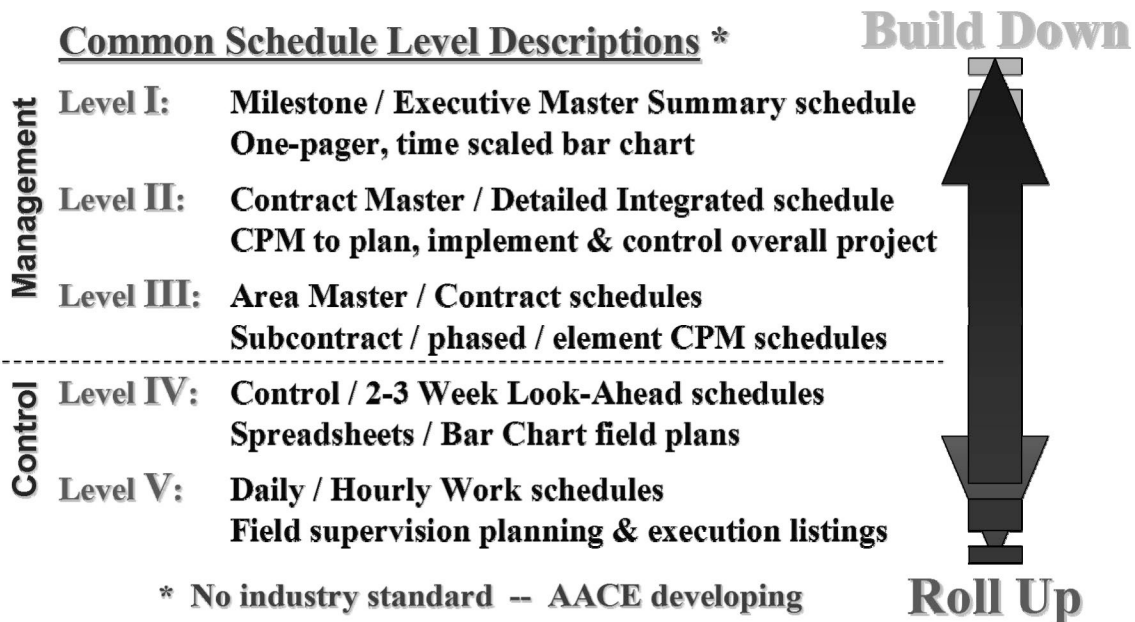 Common Schedule Level Descriptions *
Build Down
Management
Level I: Milestone / Executive Master Summary schedule
One-pager, time scaled bar chart
Level II: Contract Master / Detailed Integrated schedule
CPM to plan, implement & control overall project
Level III: Area Master / Contract schedules
Subcontract / phased / element CPM schedules
Control
Level IV: Control / 2-3 Week Look-Ahead schedules
Spreadsheets / Bar Chart field plans
Level V: Daily / Hourly Work schedules
Field supervision planning & execution listings
* No industry standard -- AACE developing
Roll Up